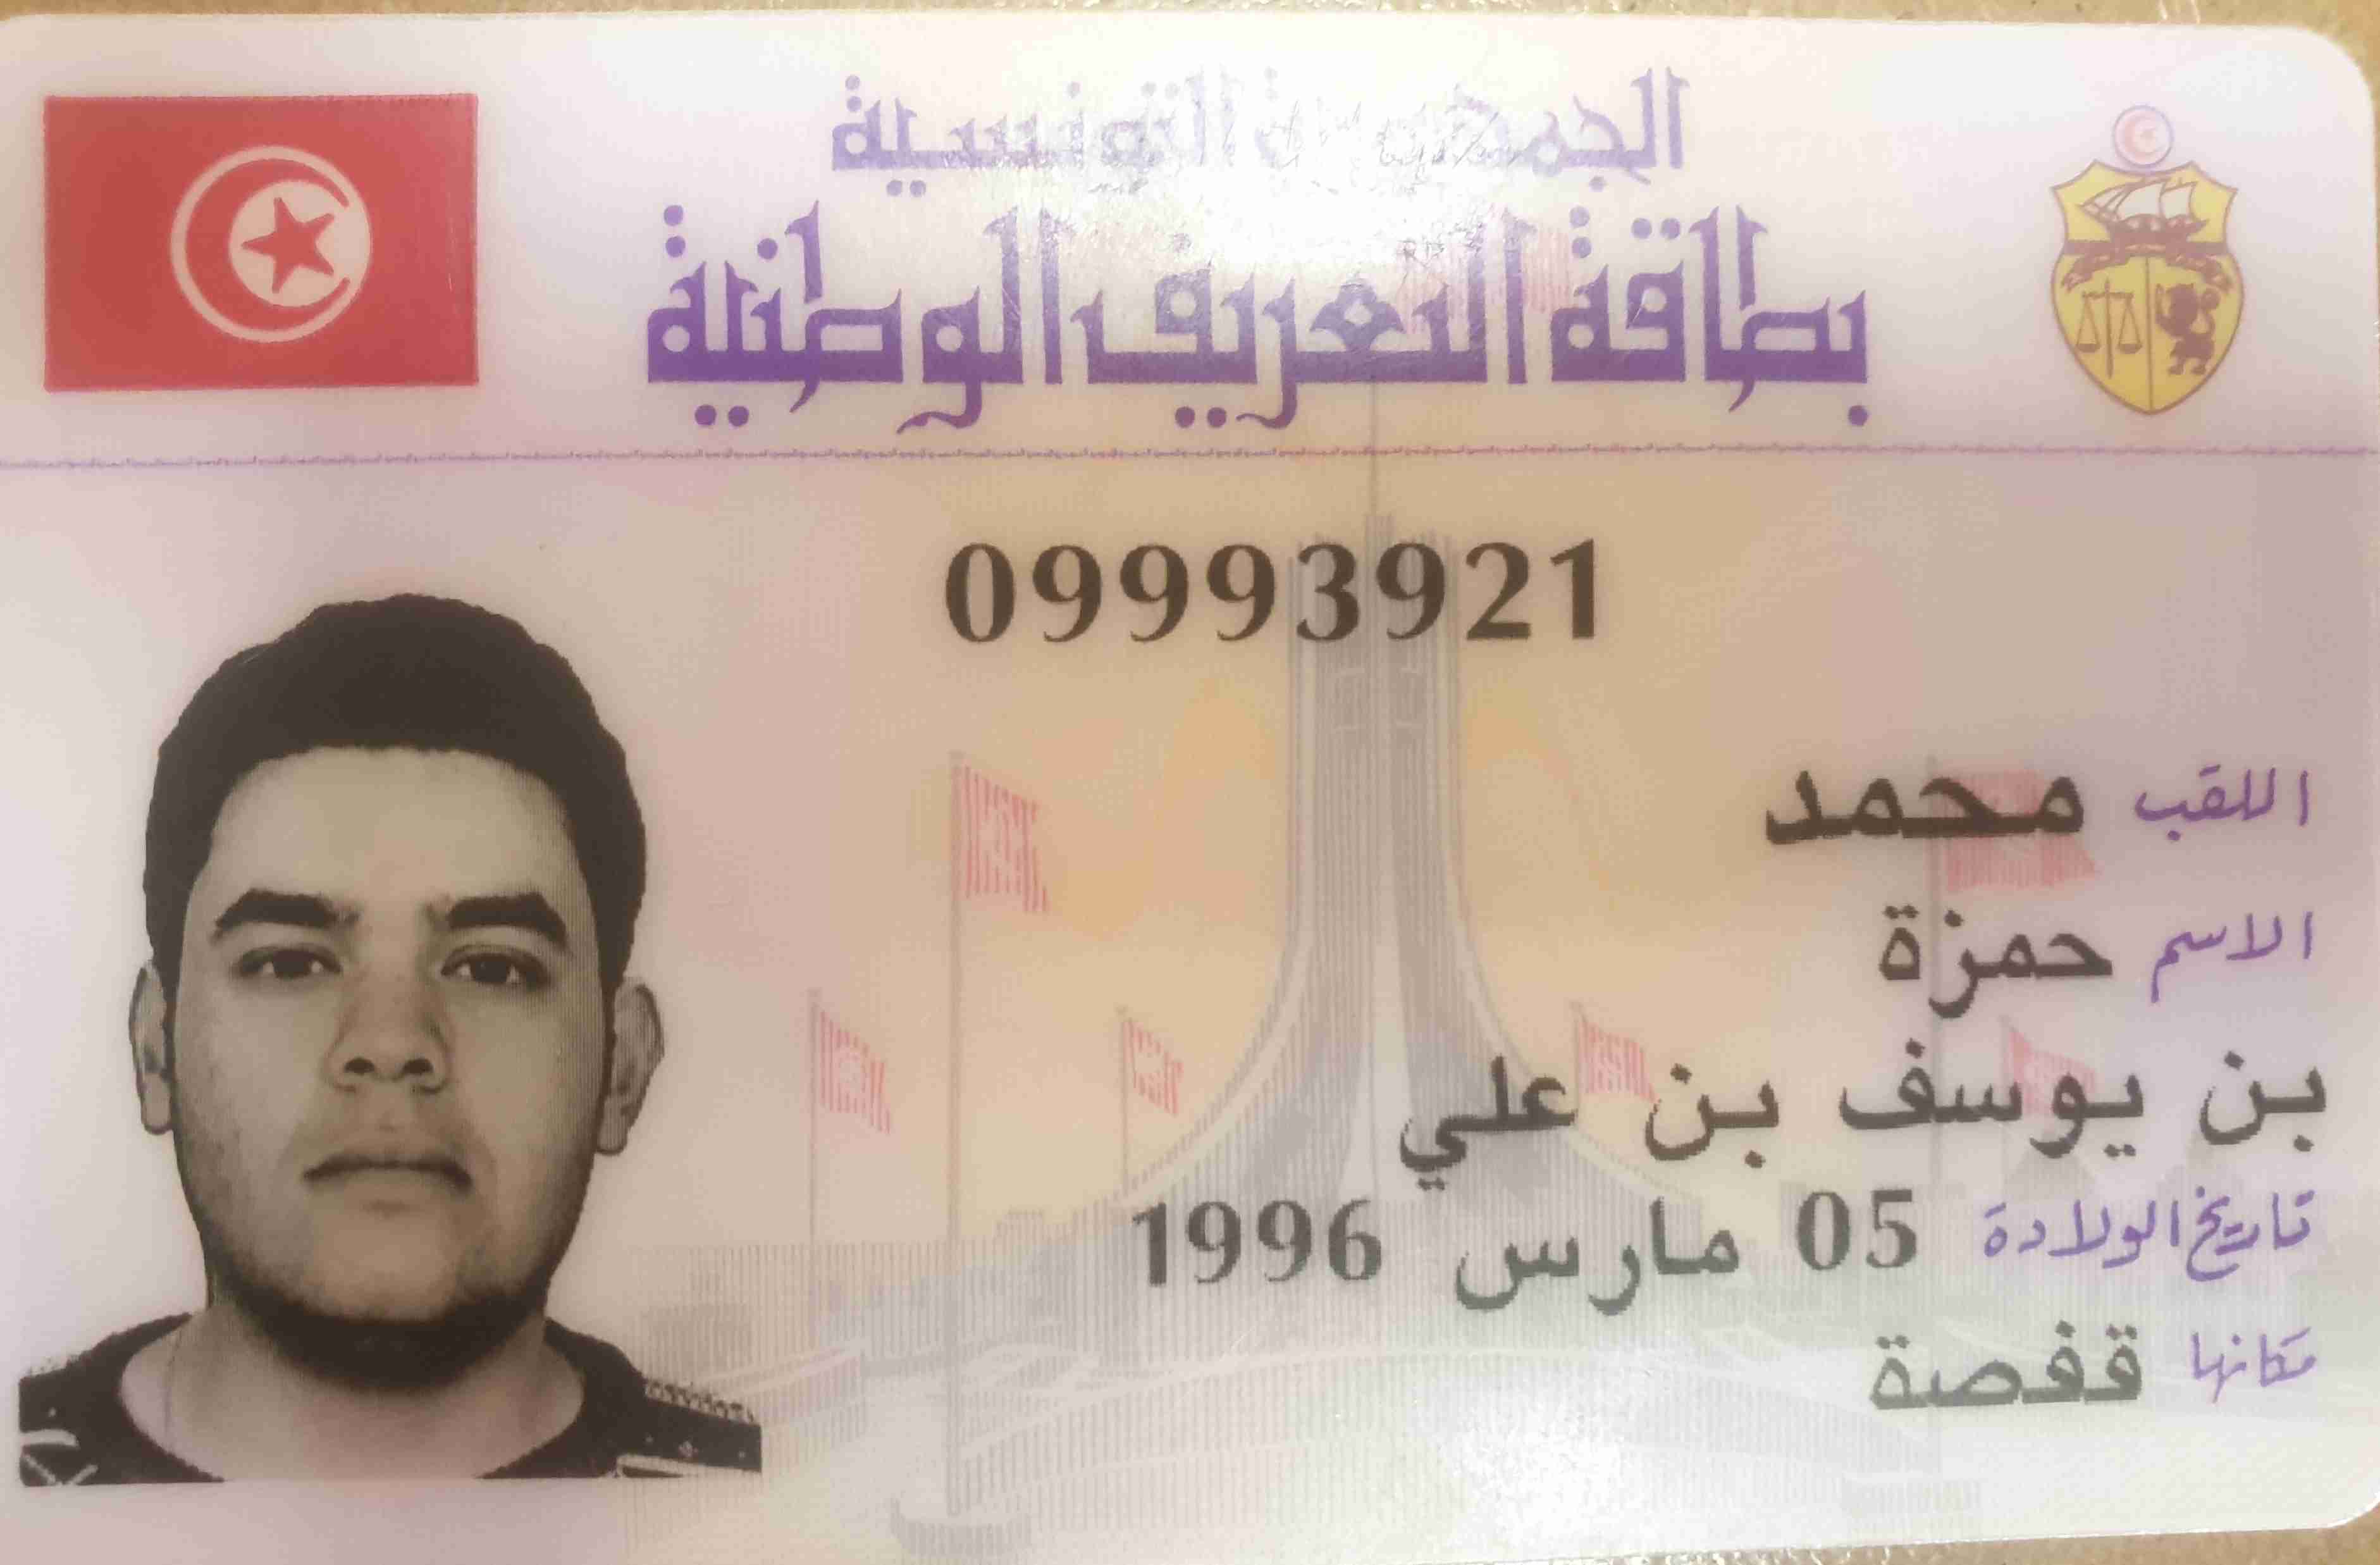 الجمهورية التونسية
بطاقة التعريف الوطنية
09993921
اللقب محمد
الاسم حمزة
بن يوسف بن علي
تاريخ الولادة 05 مارس 1996
مكانها قفصة